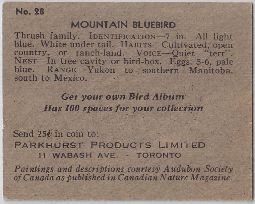 No. 28
MOUNTAIN BLUEBIRD
Thrush family. IDENTIFICATION—7 in. All light
blue. White under tail. HABITS Cultivated, open
country, or ranch-land. VOICE—Quiet "terr".
NEST In tree cavity or bird-box. Eggs: 5-6, pale
blue. RANGE Yukon to southern Manitoba,
south to Mexico.
Get your own Bird Album
Has 100 spaces for your collection
Send 25¢ in coin to:
PARKHURST PRODUCTS LIMITED
11 WABASH AVE. - TORONTO
Paintings and descriptions courtesy Audubon Society
of Canada as published in Canadian Nature Magazine.